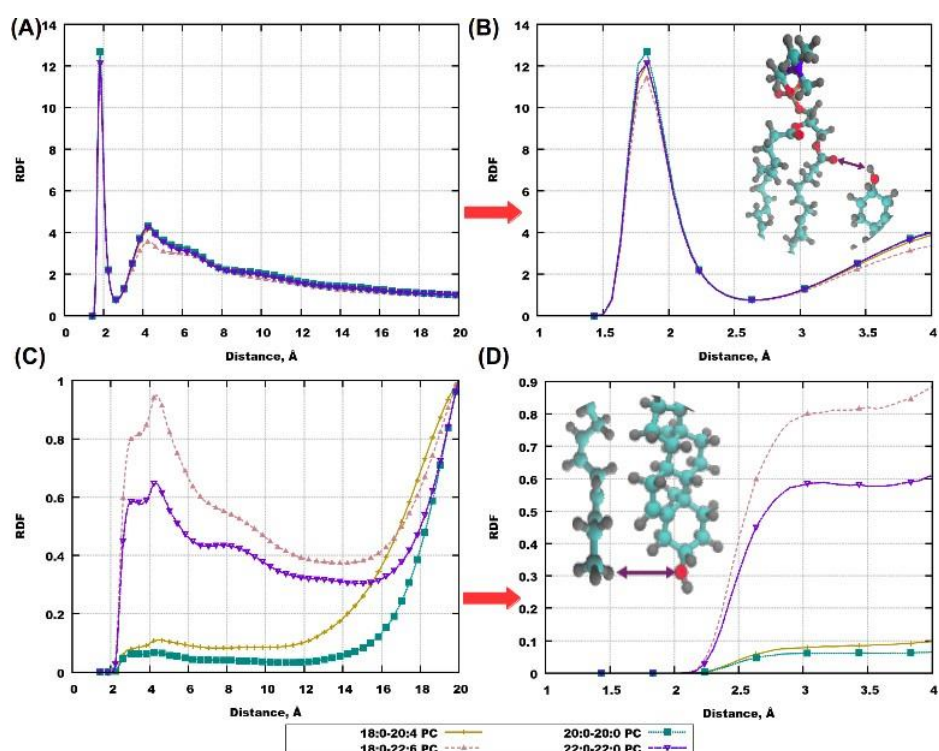 (A)
14
12
10
8
6
4
2
0
RDF
0 2 4 6 8 10 12 14 16 18 20
Distance, Å
(B)
14
12
10
8
6
4
2
0
RDF
1 1.5 2 2.5 3 3.5 4
Distance, Å
(C)
1
0.8
0.6
0.4
0.2
0
RDF
0 2 4 6 8 10 12 14 16 18 20
Distance, Å
(D)
0.9
0.8
0.7
0.6
0.5
0.4
0.3
0.2
0.1
0
RDF
1 1.5 2 2.5 3 3.5 4
Distance, Å
18:0-20:4 PC 20:0-20:0 PC
18:0-22:6 PC 22:0-22:0 PC